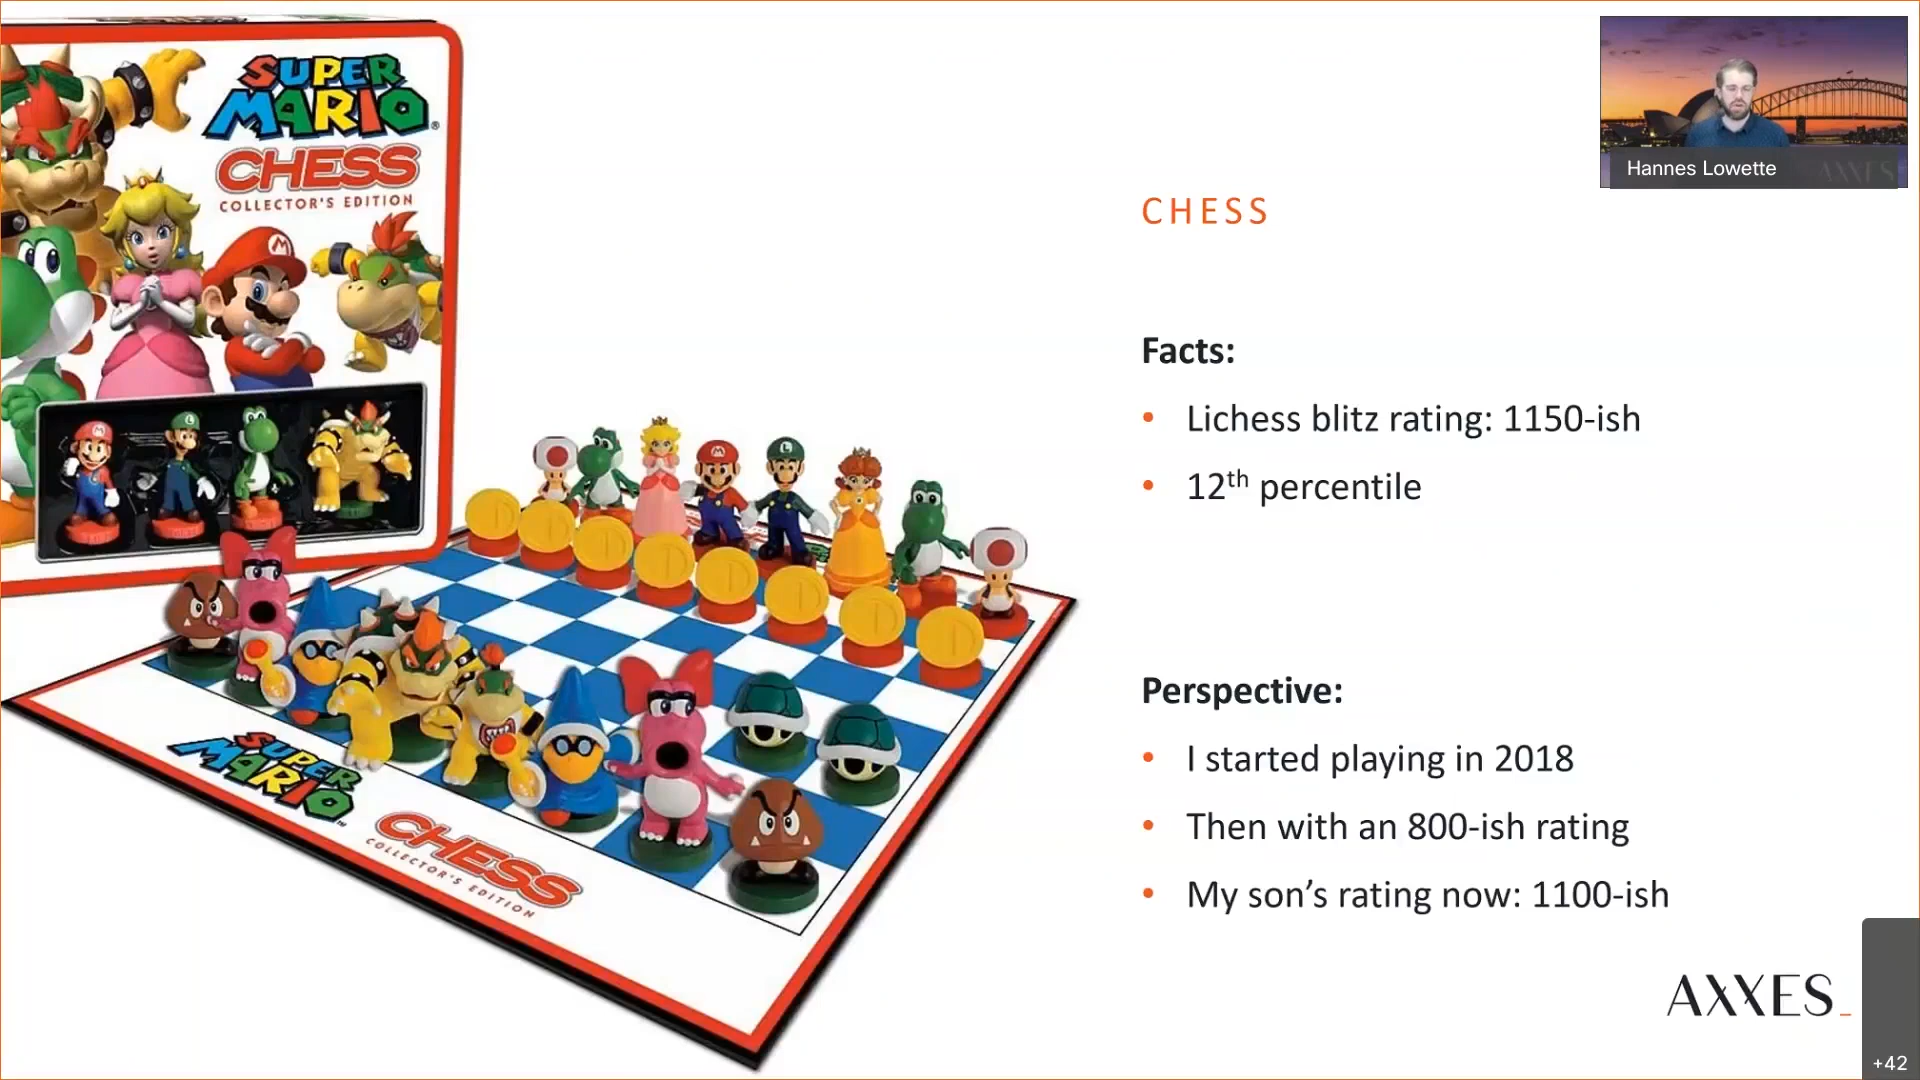 SUPER
MARIO®
CHESS
COLLECTOR'S EDITION
SUPER
MARIO™
CHESS
COLLECTOR'S EDITION
Hannes Lowette
AXXES
CHESS
Facts:
• Lichess blitz rating: 1150-ish
• 12th percentile
Perspective:
• I started playing in 2018
• Then with an 800-ish rating
• My son's rating now: 1100-ish
AXXES_
+42